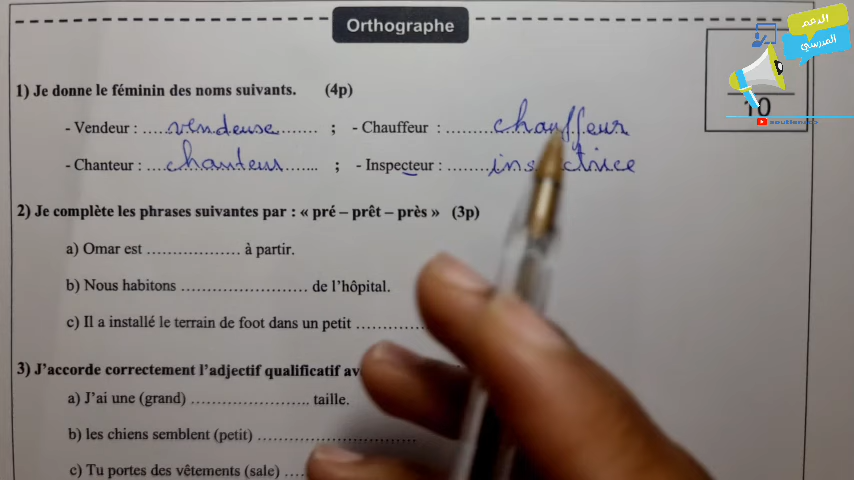 Orthographe
الدعم
المدرسي
10
1) Je donne le féminin des noms suivants. (4p)
- Vendeur : .....vendeuse......... ; - Chauffeur : .........chauffeur
- Chanteur : ....chanteus......... ; - Inspecteur : .........inspectrice
2) Je complète les phrases suivantes par : « pré – prêt – près » (3p)
a) Omar est .................. à partir.
b) Nous habitons ........................ de l'hôpital.
c) Il a installé le terrain de foot dans un petit .............
3) J'accorde correctement l'adjectif qualificatif av
a) J'ai une (grand) ....................... taille.
b) les chiens semblent (petit) ...............................
c) Tu portes des vêtements (sale) ....